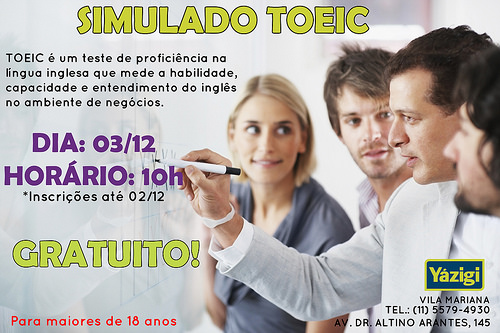 SIMULADO TOEIC
TOEIC é um teste de proficiência na
língua inglesa que mede a habilidade,
capacidade e entendimento do inglês
no ambiente de negócios.
DIA: 03/12
HORÁRIO: 10h
*Inscrições até 02/12
GRATUITO!
Para maiores de 18 anos
Yázigi
VILA MARIANA
TEL.: (11) 5579-4930
AV. DR. ALTINO ARANTES, 145